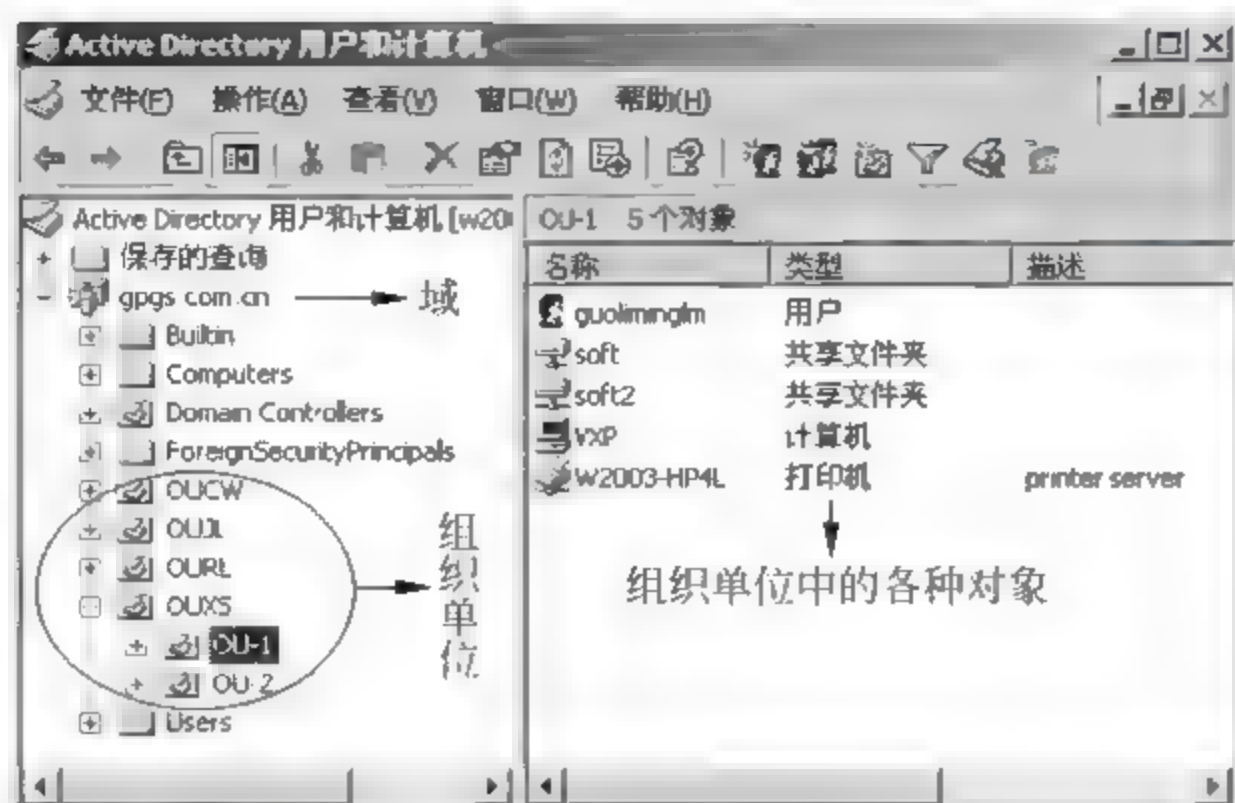 Active Directory 用户和计算机
文件(F) 操作(A) 查看(V) 窗口(W) 帮助(H)
Active Directory 用户和计算机 [w20
保存的查询
gpgs.com.cn
域
Builtin
Computers
Domain Controllers
ForeignSecurityPrincipals
OUCW
OUJL
OURL
OUXS
OU-1
OU-2
Users
组织单位
OU-1 5 个对象
名称 类型 描述
guoliminglm 用户
soft 共享文件夹
soft2 共享文件夹
VXP 计算机
W2003-HP4L 打印机 printer server
组织单位中的各种对象